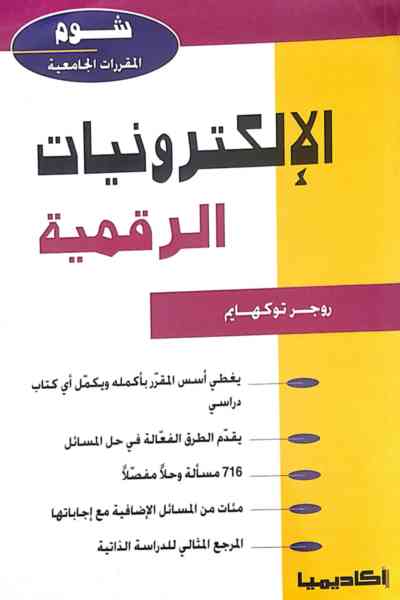 شوم
المقررات الجامعية
الإلكترونيات
الرقمية
روجر توكهايم
يغطي أسس المقرّر بأكمله ويكمّل أي كتاب
دراسي
يقدّم الطرق الفعّالة في حل المسائل
716 مسألة وحلاً مفصّلاً
مئات من المسائل الإضافية مع إجاباتها
المرجع المثالي للدراسة الذاتية
أكاديميا